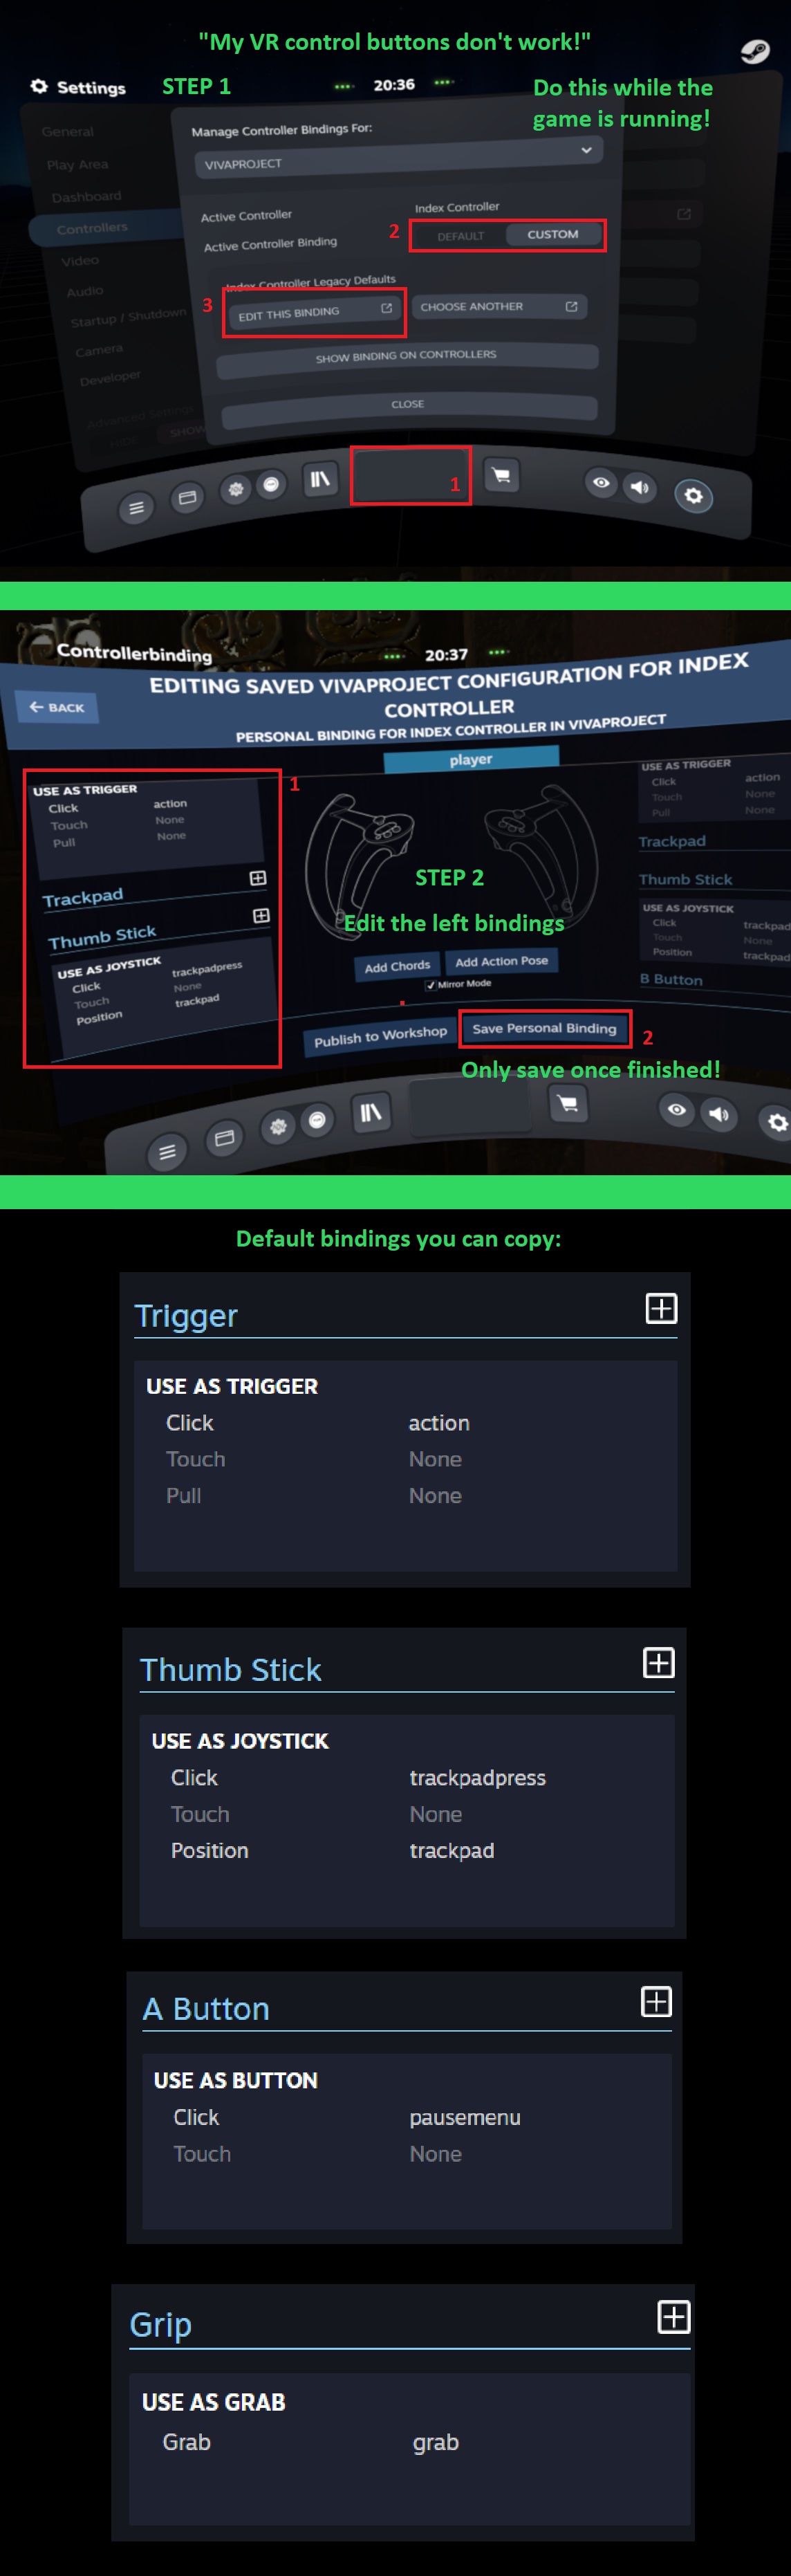 "My VR control buttons don't work!"
Settings
STEP 1
20:36
Do this while the
game is running!
General
Play Area
Dashboard
Controllers
Video
Audio
Startup / Shutdown
Camera
Developer
Advanced Settings
HIDE
SHOW
Manage Controller Bindings For:
VIVAPROJECT
Active Controller
Index Controller
Active Controller Binding
2
DEFAULT
CUSTOM
Index Controller Legacy Defaults
3
EDIT THIS BINDING
CHOOSE ANOTHER
SHOW BINDING ON CONTROLLERS
CLOSE
1
Controllerbinding
20:37
BACK
EDITING SAVED VIVAPROJECT CONFIGURATION FOR INDEX
CONTROLLER
PERSONAL BINDING FOR INDEX CONTROLLER IN VIVAPROJECT
player
1
USE AS TRIGGER
Click action
Touch None
Pull None
Trackpad
Thumb Stick
USE AS JOYSTICK
Click trackpadpress
Touch None
Position trackpad
STEP 2
Edit the left bindings
Add Chords
Add Action Pose
Mirror Mode
Publish to Workshop
Save Personal Binding
2
Only save once finished!
USE AS TRIGGER
Click action
Touch None
Pull None
Trackpad
Thumb Stick
USE AS JOYSTICK
Click trackpad
Touch None
Position trackpad
B Button
Default bindings you can copy:
Trigger
USE AS TRIGGER
Click action
Touch None
Pull None
Thumb Stick
USE AS JOYSTICK
Click trackpadpress
Touch None
Position trackpad
A Button
USE AS BUTTON
Click pausemenu
Touch None
Grip
USE AS GRAB
Grab grab